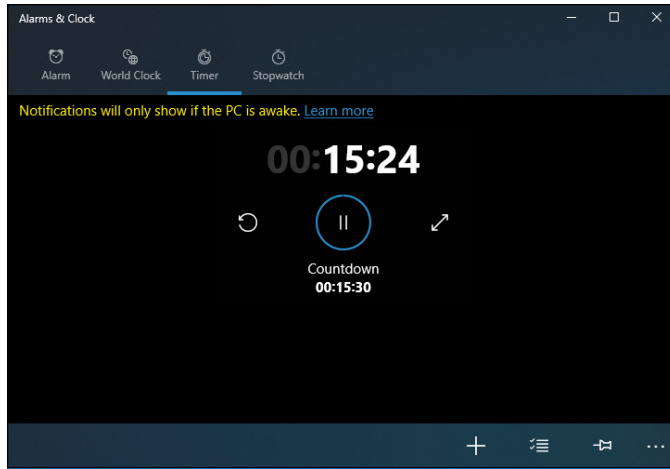 Alarms & Clock
Alarm World Clock Timer Stopwatch
Notifications will only show if the PC is awake. Learn more
00:15:24
Countdown
00:15:30